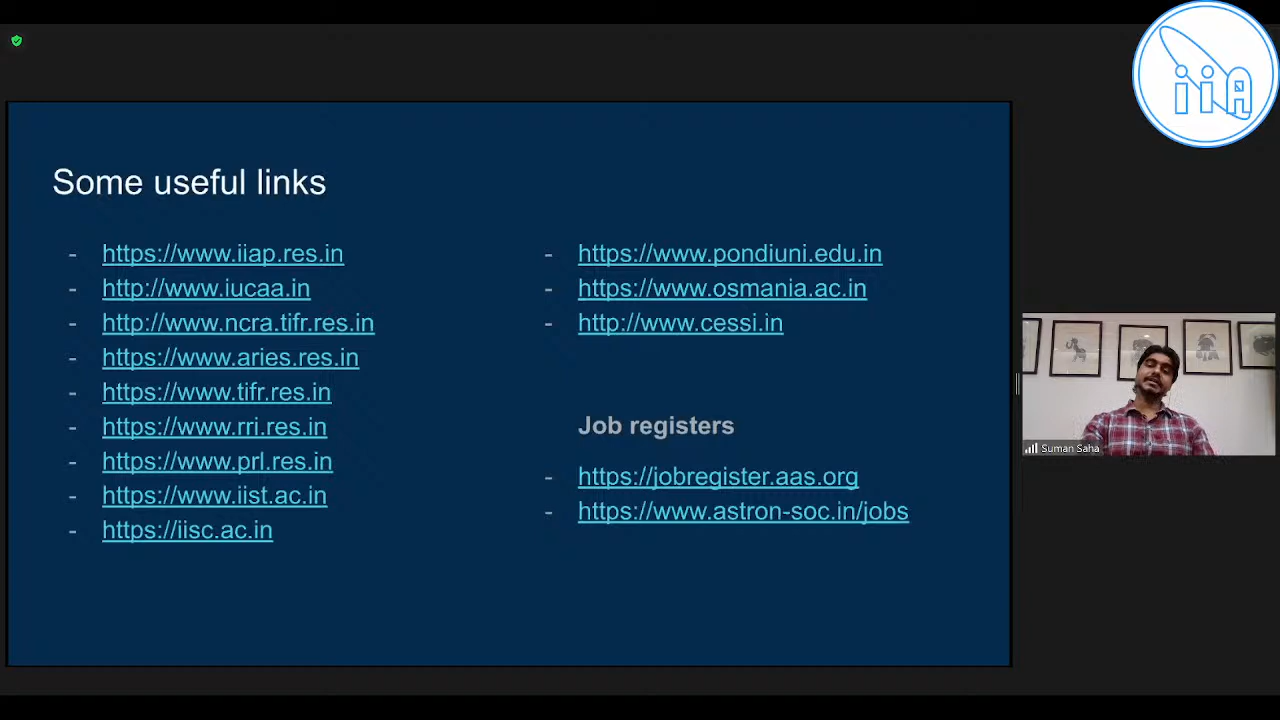 iiA
Some useful links
- https://www.iiap.res.in
- http://www.iucaa.in
- http://www.ncra.tifr.res.in
- https://www.aries.res.in
- https://www.tifr.res.in
- https://www.rri.res.in
- https://www.prl.res.in
- https://www.iist.ac.in
- https://iisc.ac.in
- https://www.pondiuni.edu.in
- https://www.osmania.ac.in
- http://www.cessi.in
Job registers
- https://jobregister.aas.org
- https://www.astron-soc.in/jobs
Suman Saha